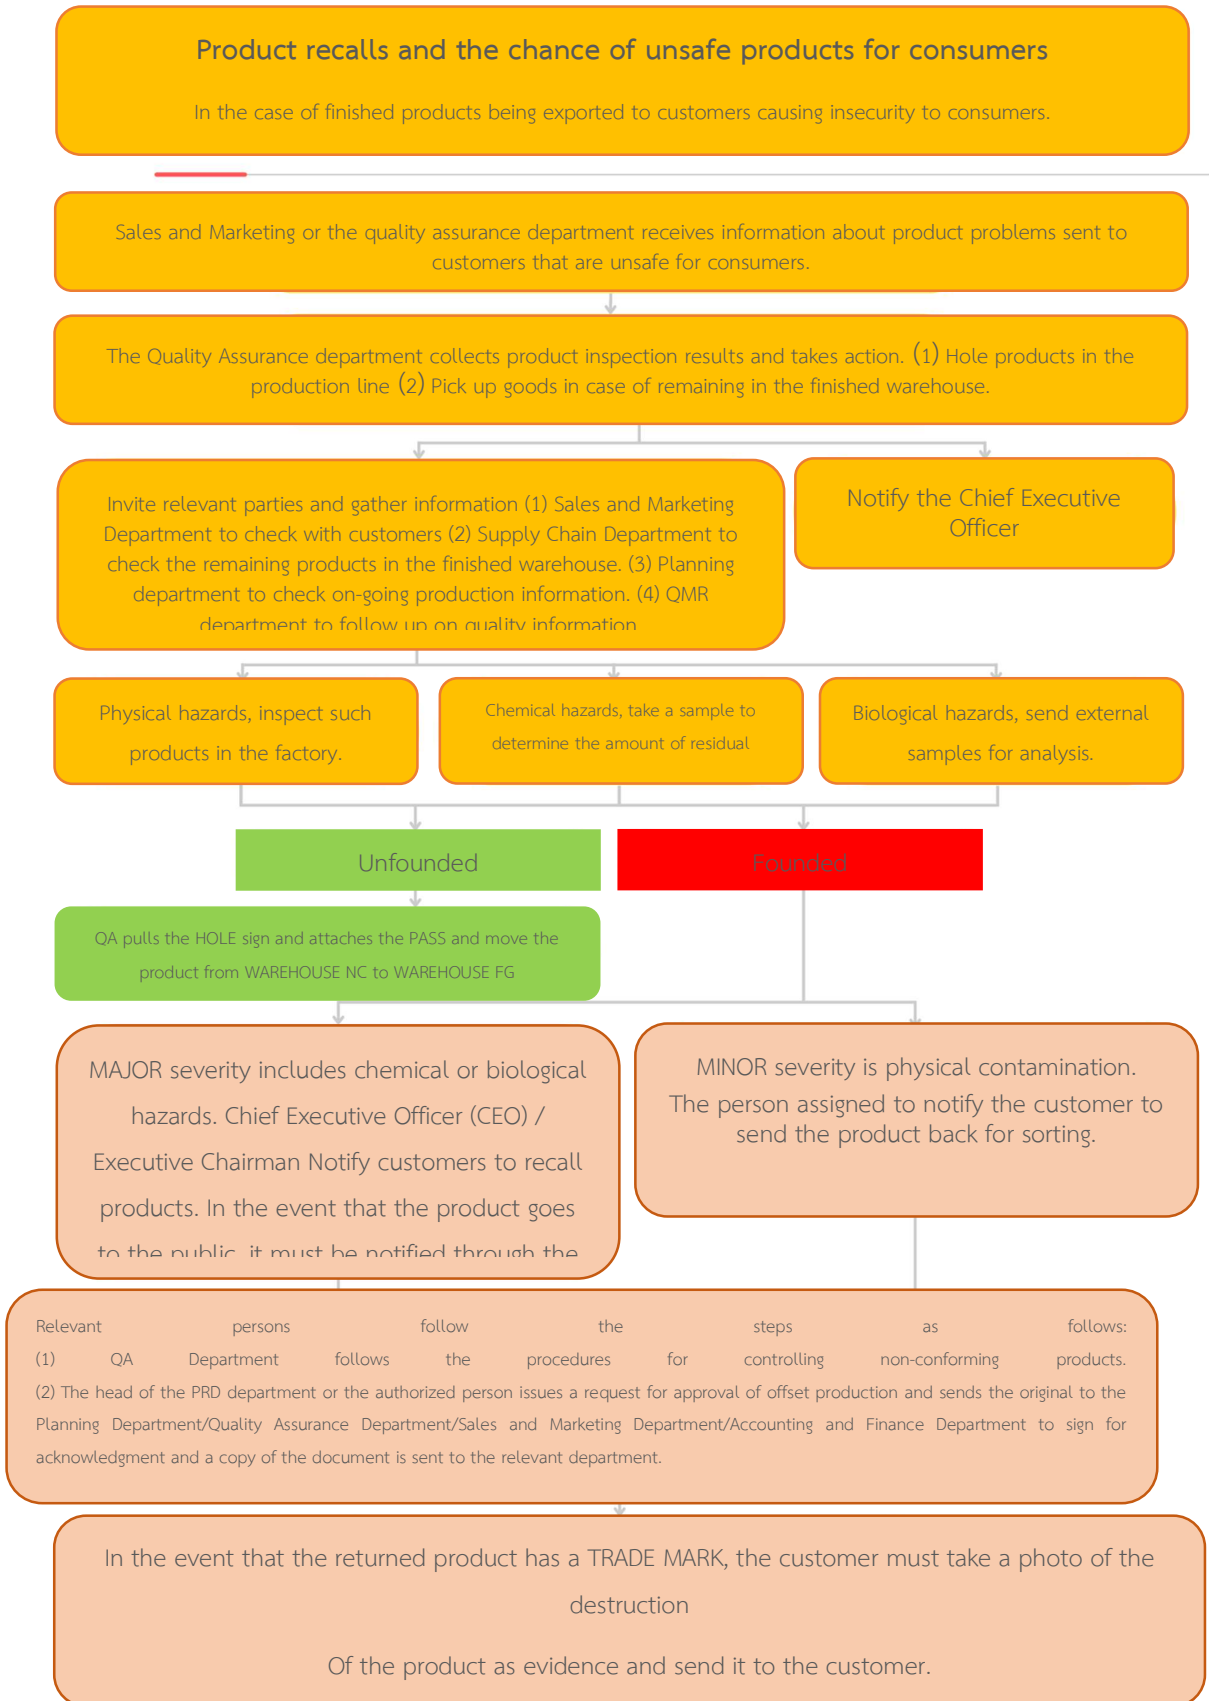 Product recalls and the chance of unsafe products for consumers
In the case of finished products being exported to customers causing insecurity to consumers.
Sales and Marketing or the quality assurance department receives information about product problems sent to
customers that are unsafe for consumers.
The Quality Assurance department collects product inspection results and takes action. (1) Hole products in the
production line (2) Pick up goods in case of remaining in the finished warehouse.
Invite relevant parties and gather information (1) Sales and Marketing
Department to check with customers (2) Supply Chain Department to
check the remaining products in the finished warehouse. (3) Planning
department to check on-going production information. (4) QMR
department to follow up on quality information
Notify the Chief Executive
Officer
Physical hazards, inspect such
products in the factory.
Chemical hazards, take a sample to
determine the amount of residual
Biological hazards, send external
samples for analysis.
Unfounded
Founded
QA pulls the HOLE sign and attaches the PASS and move the
product from WAREHOUSE NC to WAREHOUSE FG
MAJOR severity includes chemical or biological
hazards. Chief Executive Officer (CEO) /
Executive Chairman Notify customers to recall
products. In the event that the product goes
to the public, it must be notified through the
MINOR severity is physical contamination.
The person assigned to notify the customer to
send the product back for sorting.
Relevant persons follow the steps as follows:
(1) QA Department follows the procedures for controlling non-conforming products.
(2) The head of the PRD department or the authorized person issues a request for approval of offset production and sends the original to the
Planning Department/Quality Assurance Department/Sales and Marketing Department/Accounting and Finance Department to sign for
acknowledgment and a copy of the document is sent to the relevant department.
In the event that the returned product has a TRADE MARK, the customer must take a photo of the
destruction
Of the product as evidence and send it to the customer.